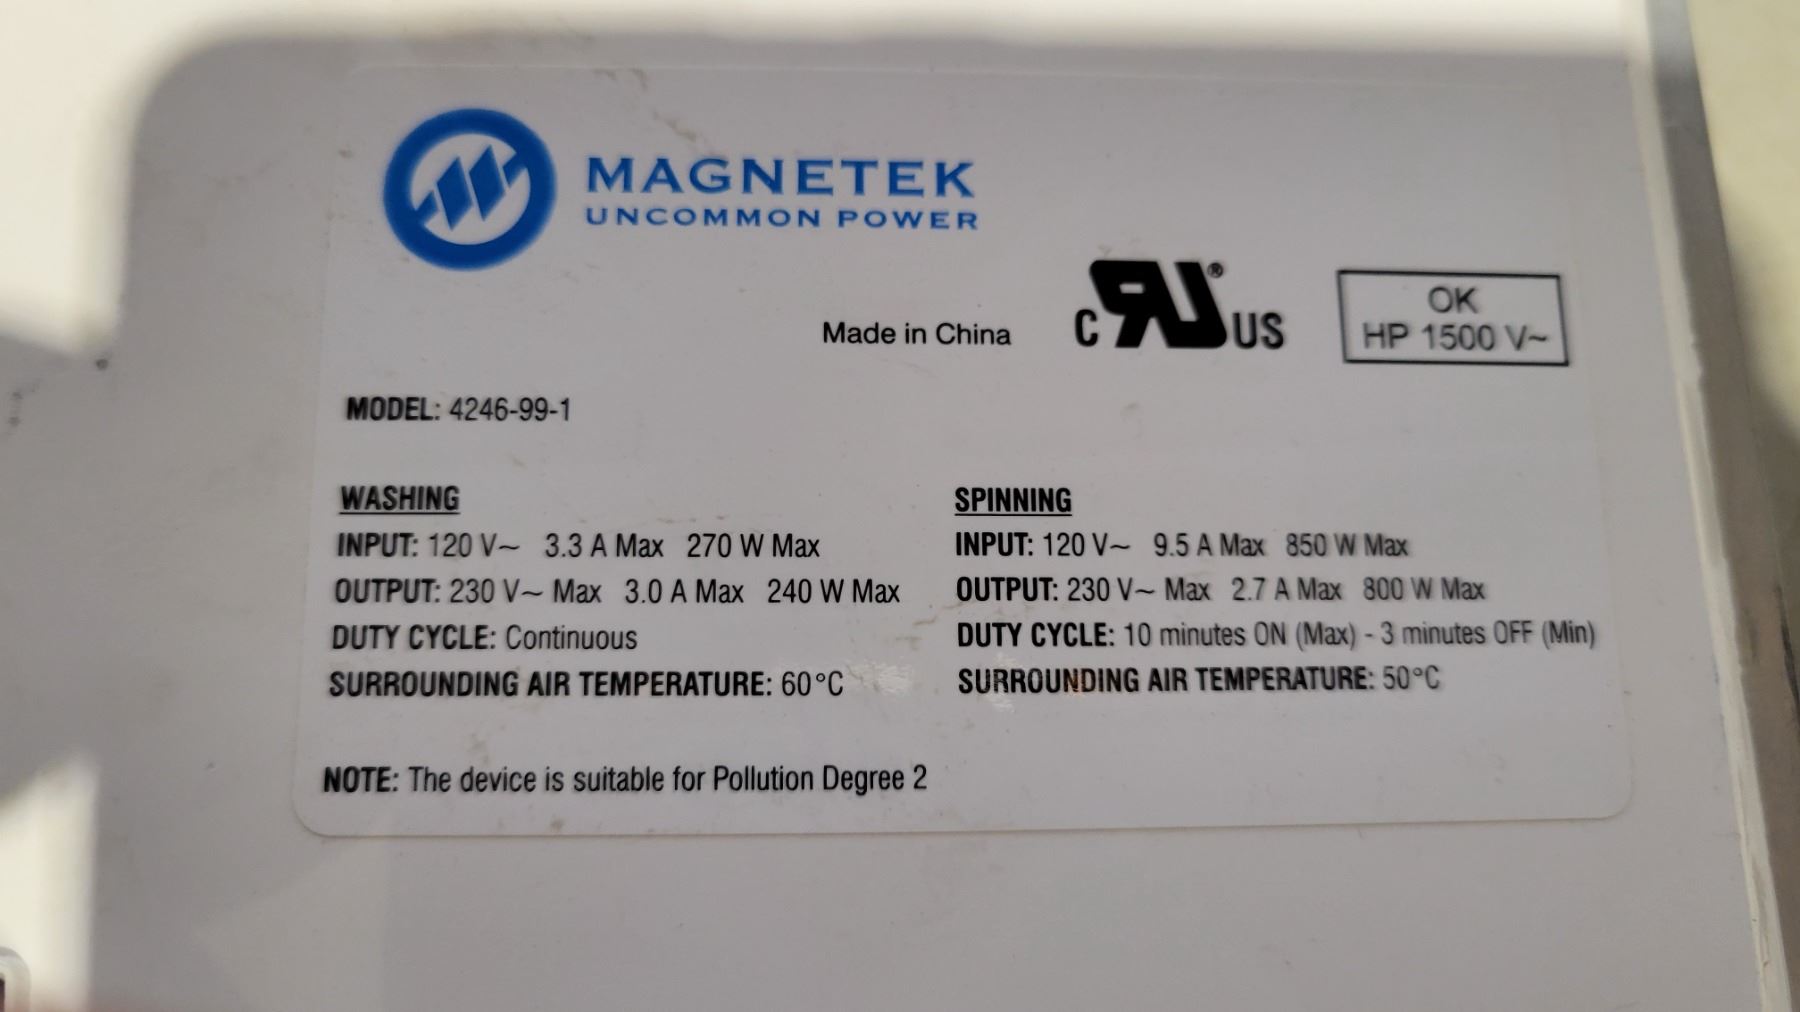 MAGNETEK
UNCOMMON POWER
Made in China
c RU ® US
OK
HP 1500 V~
MODEL: 4246-99-1
WASHING
INPUT: 120 V~ 3.3 A Max 270 W Max
OUTPUT: 230 V~ Max 3.0 A Max 240 W Max
DUTY CYCLE: Continuous
SURROUNDING AIR TEMPERATURE: 60°C
SPINNING
INPUT: 120 V~ 9.5 A Max 850 W Max
OUTPUT: 230 V~ Max 2.7 A Max 800 W Max
DUTY CYCLE: 10 minutes ON (Max) - 3 minutes OFF (Min)
SURROUNDING AIR TEMPERATURE: 50°C
NOTE: The device is suitable for Pollution Degree 2